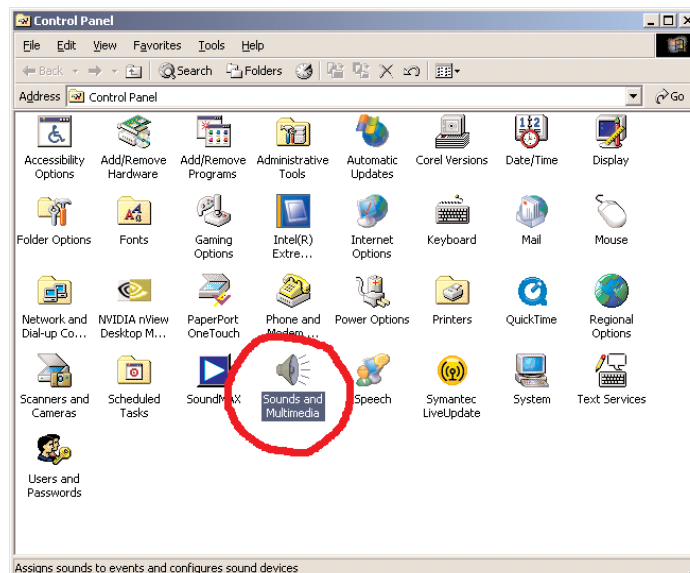 Control Panel
File Edit View Favorites Tools Help
Back Search Folders
Address Control Panel Go
Accessibility Options
Add/Remove Hardware
Add/Remove Programs
Administrative Tools
Automatic Updates
Corel Versions
Date/Time
Display
Folder Options
Fonts
Gaming Options
Intel(R) Extre...
Internet Options
Keyboard
Mail
Mouse
Network and Dial-up Co...
NVIDIA nView Desktop M...
PaperPort OneTouch
Phone and Modem ...
Power Options
Printers
QuickTime
Regional Options
Scanners and Cameras
Scheduled Tasks
SoundMAX
Sounds and Multimedia
Speech
Symantec LiveUpdate
System
Text Services
Users and Passwords
Assigns sounds to events and configures sound devices